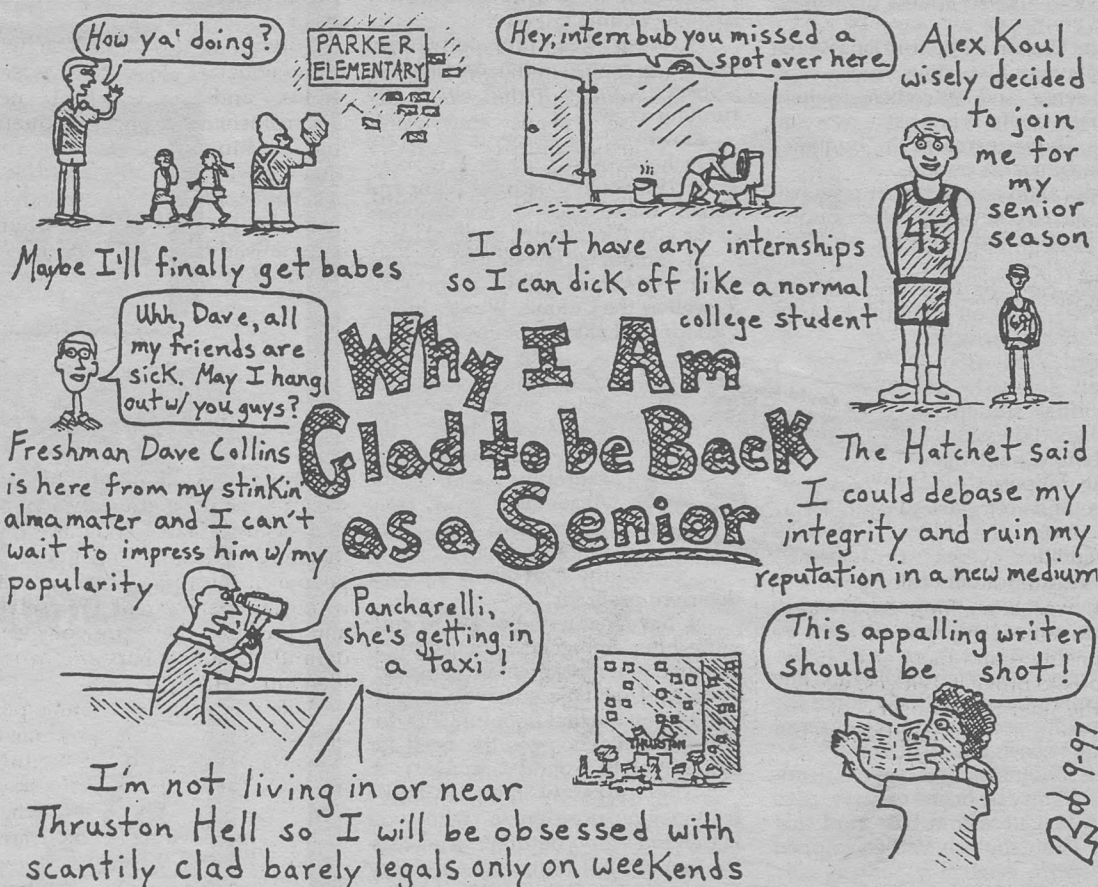 How ya' doing?
PARKER
ELEMENTARY
Maybe I'll finally get babes
Hey, intern bub you missed a
spot over here
I don't have any internships
so I can dick off like a normal
college student
Alex Koul
wisely decided
to join
me for
my
senior
season
45
Why I Am
Glad to be Back
as a Senior
Uhh, Dave, all
my friends are
sick. May I hang
out w/ you guys?
Freshman Dave Collins
is here from my stinkin'
alma mater and I can't
wait to impress him w/my
popularity
Pancharelli,
she's getting in
a taxi!
THRUSTON
I'm not living in or near
Thruston Hell so I will be obsessed with
scantily clad barely legals only on weekends
The Hatchet said
I could debase my
integrity and ruin my
reputation in a new medium
This appalling writer
should be shot!
9-97